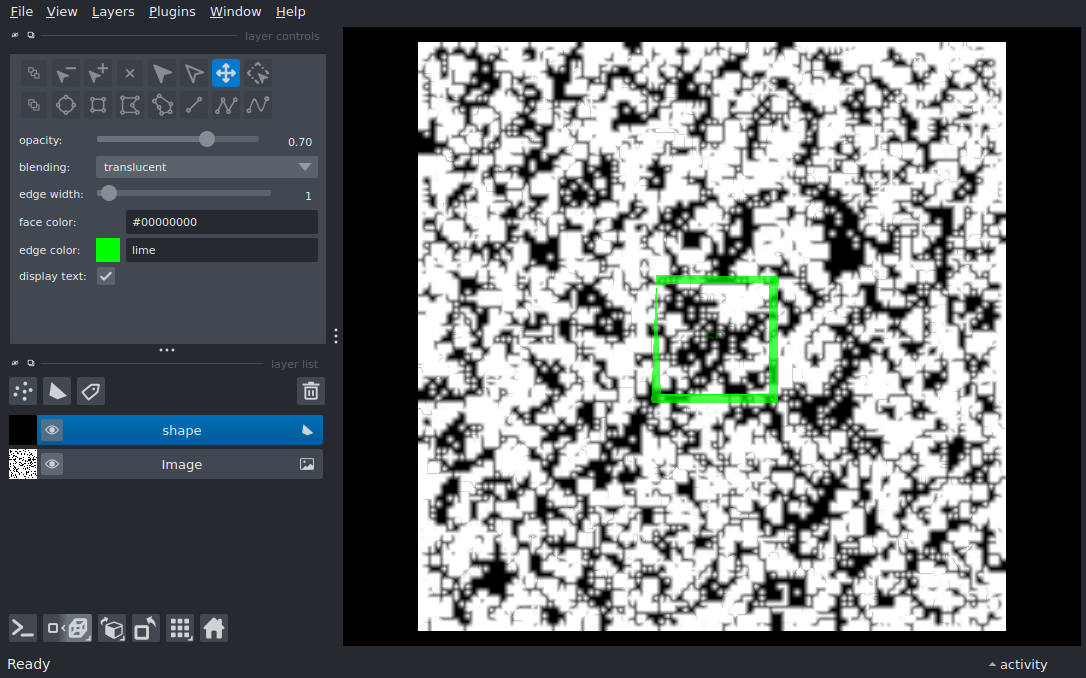 File View Layers Plugins Window Help
layer controls
opacity: 0.70
blending: translucent
edge width: 1
face color: #00000000
edge color: lime
display text:
layer list
shape
Image
Ready
activity